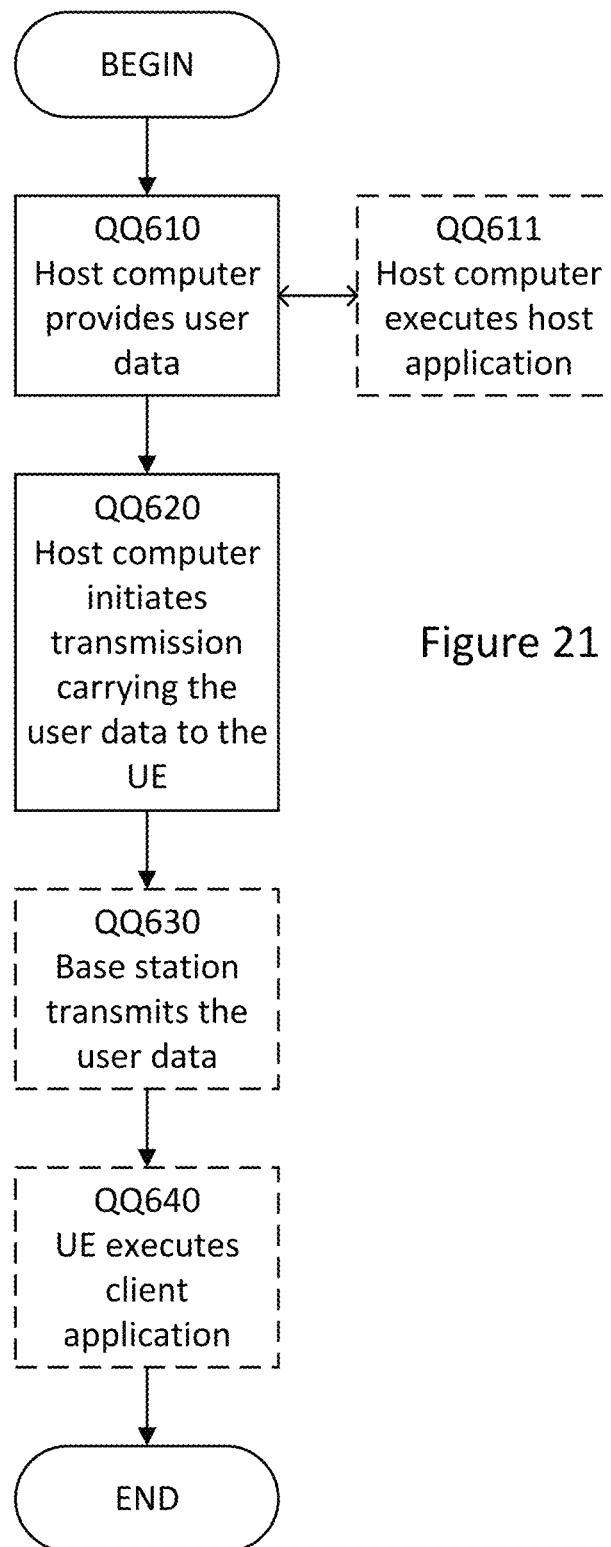 BEGIN
QQ610
Host computer
provides user
data
QQ611
Host computer
executes host
application
QQ620
Host computer
initiates
transmission
carrying the
user data to the
UE
Figure 21
QQ630
Base station
transmits the
user data
QQ640
UE executes
client
application
END